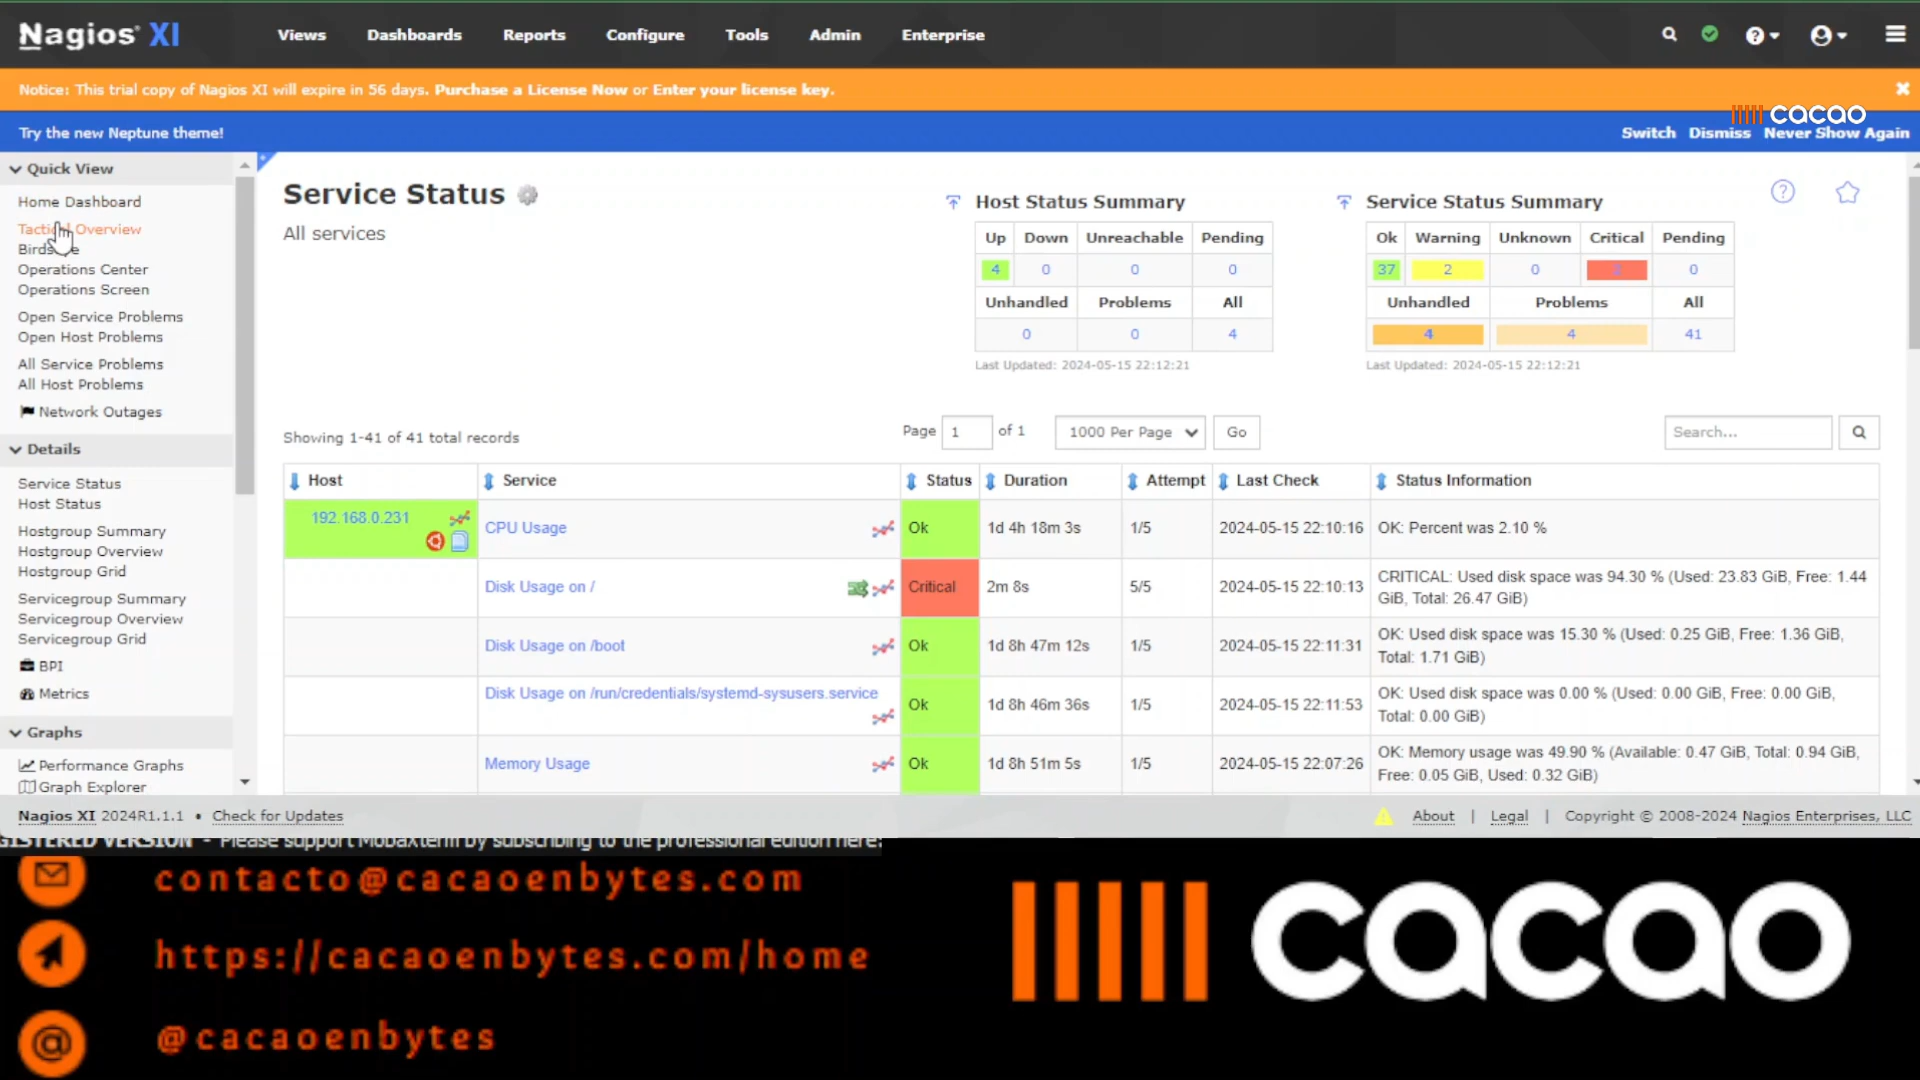 Nagios XI
Views
Dashboards
Reports
Configure
Tools
Admin
Enterprise
Notice: This trial copy of Nagios XI will expire in 56 days. Purchase a License Now or Enter your license key.
cacao
Try the new Neptune theme!
Switch
Dismiss
Never Show Again
Quick View
Home Dashboard
Overview
Operations Center
Operations Screen
Open Service Problems
Open Host Problems
All Service Problems
All Host Problems
Network Outages
Details
Service Status
Host Status
Hostgroup Summary
Hostgroup Overview
Hostgroup Grid
Servicegroup Summary
Servicegroup Overview
Servicegroup Grid
BPI
Metrics
Graphs
Performance Graphs
Graph Explorer
Service Status
All services
Host Status Summary
Up Down Unreachable Pending
4 0 0 0
Unhandled Problems All
0 0 4
Last Updated: 2024-05-15 22:12:21
Service Status Summary
Ok Warning Unknown Critical Pending
37 2 0 0
Unhandled Problems All
4 4 41
Last Updated: 2024-05-15 22:12:21
Showing 1-41 of 41 total records
Page 1 of 1 1000 Per Page Go
Search...
Host Service Status Duration Attempt Last Check Status Information
192.168.0.231 CPU Usage Ok 1d 4h 18m 3s 1/5 2024-05-15 22:10:16 OK: Percent was 2.10 %
Disk Usage on / Critical 2m 8s 5/5 2024-05-15 22:10:13 CRITICAL: Used disk space was 94.30 % (Used: 23.83 GiB, Free: 1.44
GiB, Total: 26.47 GiB)
Disk Usage on /boot Ok 1d 8h 47m 12s 1/5 2024-05-15 22:11:31 OK: Used disk space was 15.30 % (Used: 0.25 GiB, Free: 1.36 GiB,
Total: 1.71 GiB)
Disk Usage on /run/credentials/systemd-sysusers.service Ok 1d 8h 46m 36s 1/5 2024-05-15 22:11:53 OK: Used disk space was 0.00 % (Used: 0.00 GiB, Free: 0.00 GiB,
Total: 0.00 GiB)
Memory Usage Ok 1d 8h 51m 5s 1/5 2024-05-15 22:07:26 OK: Memory usage was 49.90 % (Available: 0.47 GiB, Total: 0.94 GiB,
Free: 0.05 GiB, Used: 0.32 GiB)
Nagios XI 2024R1.1.1 • Check for Updates
About | Legal | Copyright © 2008-2024 Nagios Enterprises, LLC
GISTERED VERSION - Please support MobaXterm by subscribing to the professional edition here:
contacto@cacaoenbytes.com
https://cacaoenbytes.com/home
@cacaoenbytes
cacao